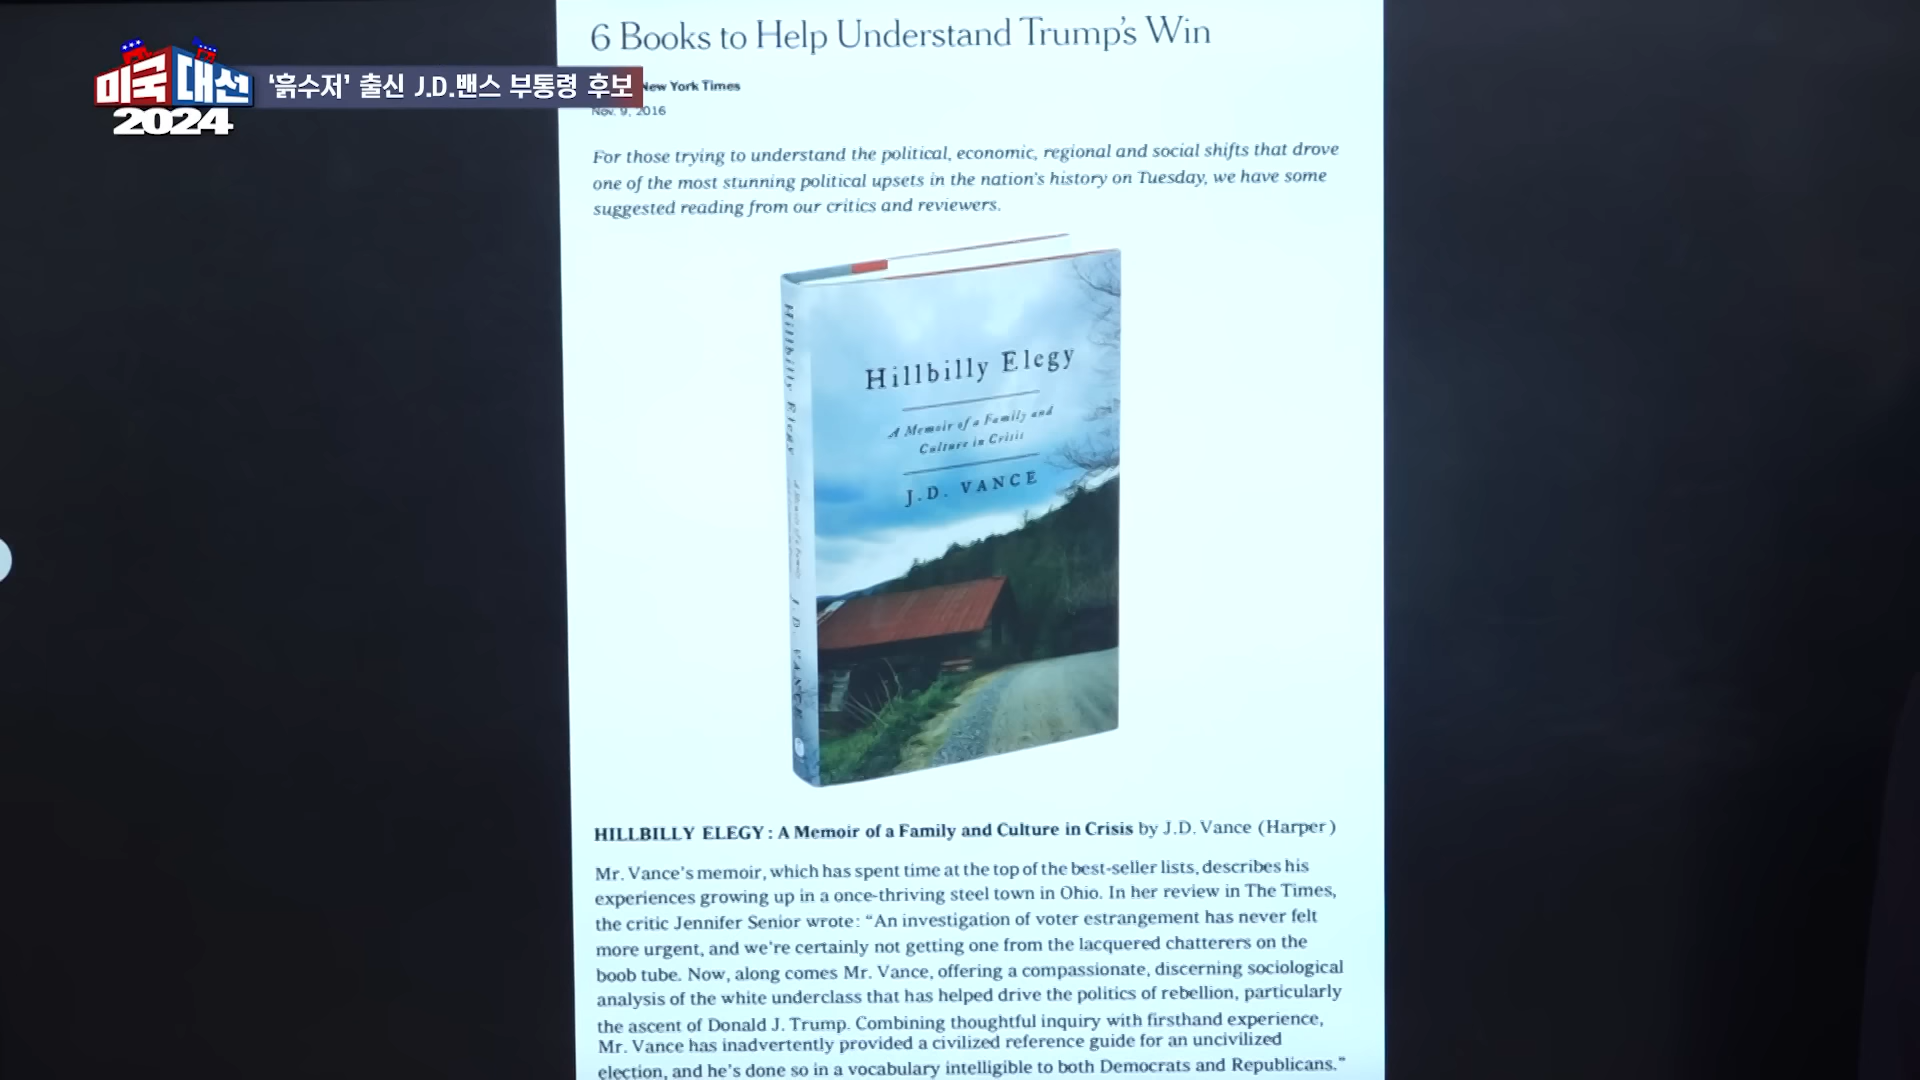 6 Books to Help Understand Trump's Win
미국 대선
2024
'흙수저' 출신 J.D.밴스 부통령 후보
New York Times
Nov. 9, 2016
For those trying to understand the political, economic, regional and social shifts that drove
one of the most stunning political upsets in the nation's history on Tuesday, we have some
suggested reading from our critics and reviewers.
Hillbilly Elegy
A Memoir of a Family and
Culture in Crisis
J.D. VANCE
Hillbilly Elegy
J.D. VANCE
HILLBILLY ELEGY: A Memoir of a Family and Culture in Crisis by J.D. Vance (Harper)
Mr. Vance's memoir, which has spent time at the top of the best-seller lists, describes his
experiences growing up in a once-thriving steel town in Ohio. In her review in The Times,
the critic Jennifer Senior wrote: “An investigation of voter estrangement has never felt
more urgent, and we're certainly not getting one from the lacquered chatterers on the
boob tube. Now, along comes Mr. Vance, offering a compassionate, discerning sociological
analysis of the white underclass that has helped drive the politics of rebellion, particularly
the ascent of Donald J. Trump. Combining thoughtful inquiry with firsthand experience,
Mr. Vance has inadvertently provided a civilized reference guide for an uncivilized
election, and he's done so in a vocabulary intelligible to both Democrats and Republicans.”